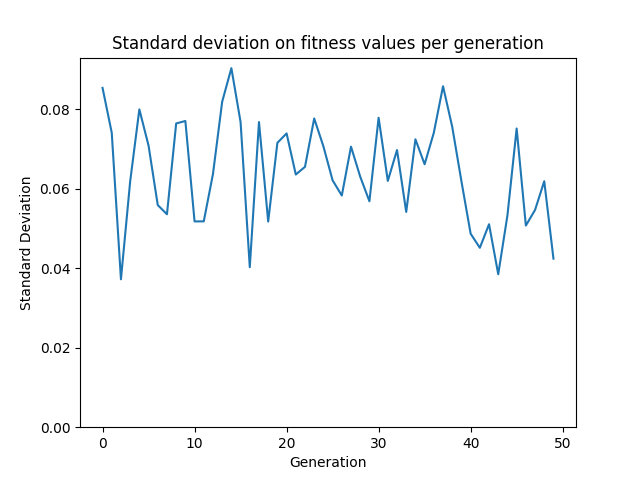 Standard deviation on fitness values per generation
Standard Deviation
0.08
0.06
0.04
0.02
0.00
0 10 20 30 40 50
Generation